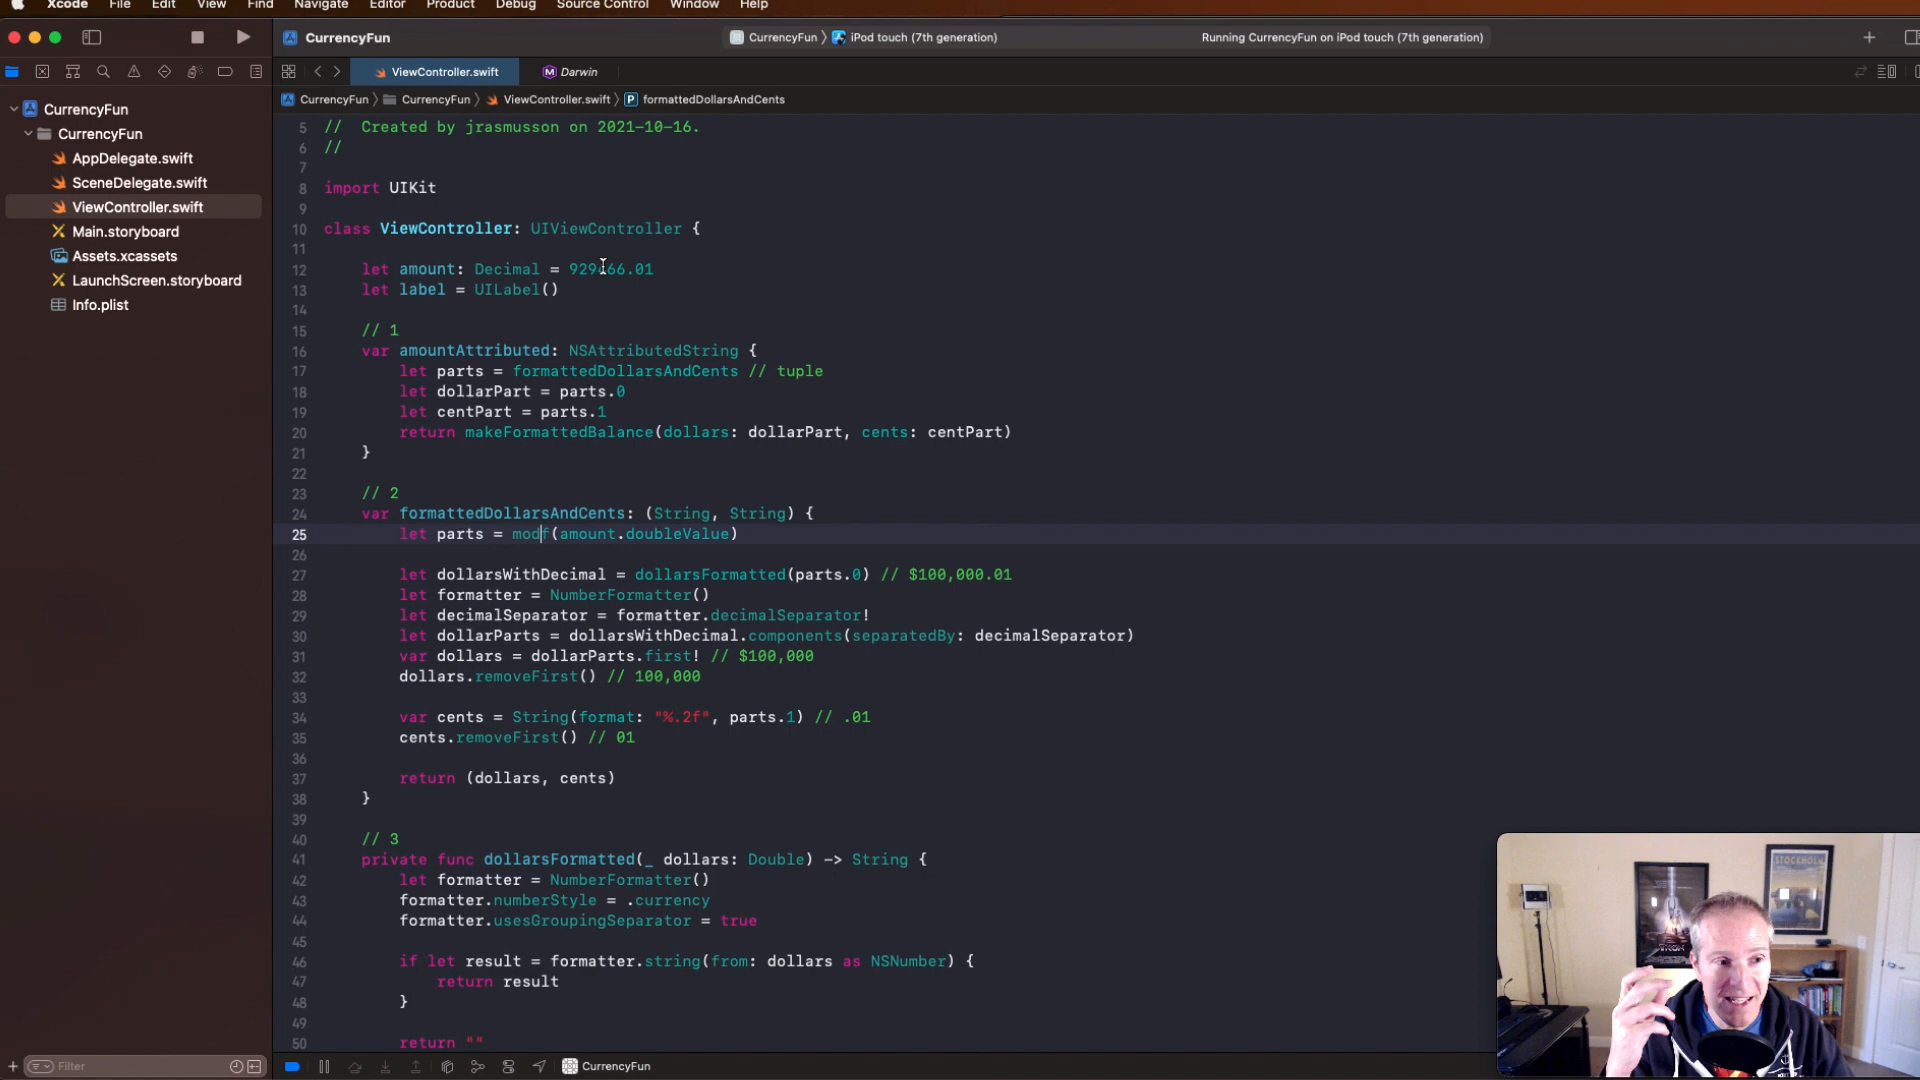 Xcode File Edit View Find Navigate Editor Product Debug Source Control Window Help
CurrencyFun
CurrencyFun iPod touch (7th generation)
Running CurrencyFun on iPod touch (7th generation)
ViewController.swift
Darwin
CurrencyFun CurrencyFun ViewController.swift P formattedDollarsAndCents
CurrencyFun
CurrencyFun
AppDelegate.swift
SceneDelegate.swift
ViewController.swift
Main.storyboard
Assets.xcassets
LaunchScreen.storyboard
Info.plist
5 // Created by jrasmusson on 2021-10-16.
6 //
7
8 import UIKit
9
10 class ViewController: UIViewController {
11
12 let amount: Decimal = 929466.01
13 let label = UILabel()
14
15 // 1
16 var amountAttributed: NSAttributedString {
17 let parts = formattedDollarsAndCents // tuple
18 let dollarPart = parts.0
19 let centPart = parts.1
20 return makeFormattedBalance(dollars: dollarPart, cents: centPart)
21 }
22
23 // 2
24 var formattedDollarsAndCents: (String, String) {
25 let parts = modf(amount.doubleValue)
26
27 let dollarsWithDecimal = dollarsFormatted(parts.0) // $100,000.01
28 let formatter = NumberFormatter()
29 let decimalSeparator = formatter.decimalSeparator!
30 let dollarParts = dollarsWithDecimal.components(separatedBy: decimalSeparator)
31 var dollars = dollarParts.first! // $100,000
32 dollars.removeFirst() // 100,000
33
34 var cents = String(format: "%.2f", parts.1) // .01
35 cents.removeFirst() // 01
36
37 return (dollars, cents)
38 }
39
40 // 3
41 private func dollarsFormatted(_ dollars: Double) -> String {
42 let formatter = NumberFormatter()
43 formatter.numberStyle = .currency
44 formatter.usesGroupingSeparator = true
45
46 if let result = formatter.string(from: dollars as NSNumber) {
47 return result
48 }
49
50 return ""
Filter
CurrencyFun
STOCKHOLM
TRON